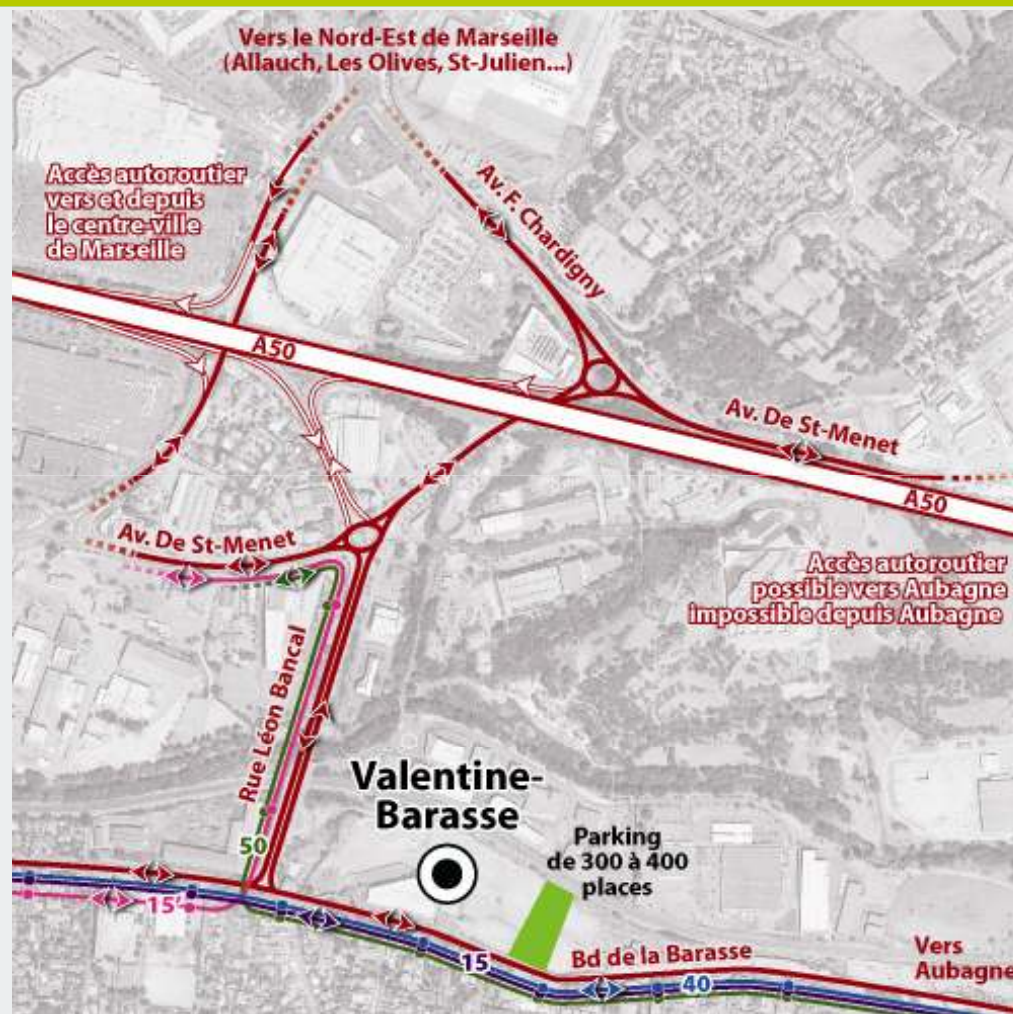 Vers le Nord-Est de Marseille
(Allauch, Les Olives, St-Julien...)
Accès autoroutier
vers et depuis
le centre-ville
de Marseille
Av. F. Chardigny
A50
Av. De St-Menet
A50
Av. De St-Menet
Accès autoroutier
possible vers Aubagne
impossible depuis Aubagne
Rue Léon Bancal
Valentine-
Barasse
50
Parking
de 300 à 400
places
15'
15
Bd de la Barasse
40
Vers
Aubagne